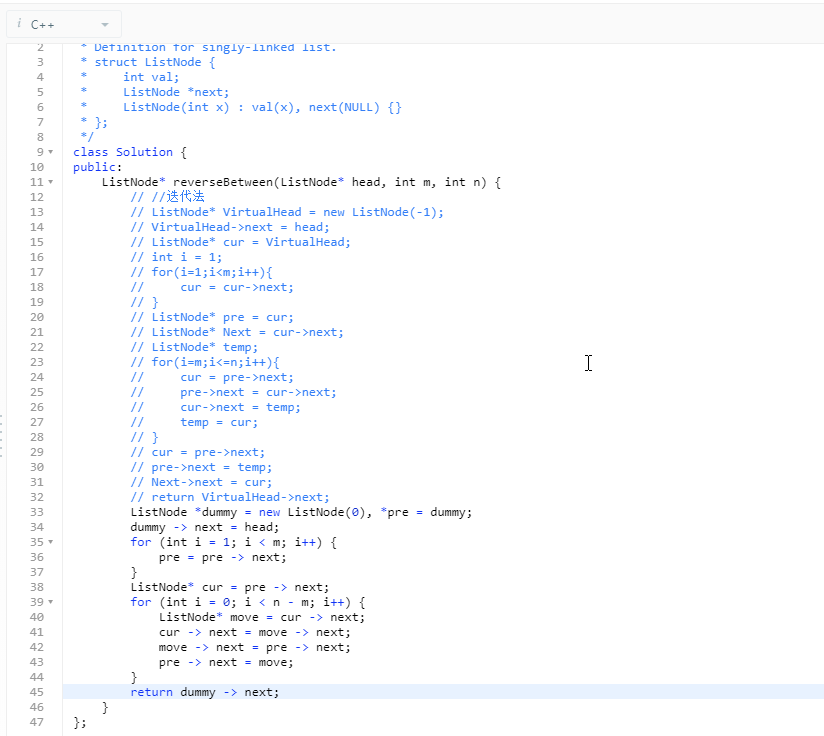 i C++
2 * Definition for singly-linked list.
3 * struct ListNode {
4 *     int val;
5 *     ListNode *next;
6 *     ListNode(int x) : val(x), next(NULL) {}
7 * };
8 */
9 class Solution {
10 public:
11     ListNode* reverseBetween(ListNode* head, int m, int n) {
12         // //迭代法
13         // ListNode* VirtualHead = new ListNode(-1);
14         // VirtualHead->next = head;
15         // ListNode* cur = VirtualHead;
16         // int i = 1;
17         // for(i=1;i<m;i++){
18         //     cur = cur->next;
19         // }
20         // ListNode* pre = cur;
21         // ListNode* Next = cur->next;
22         // ListNode* temp;
23         // for(i=m;i<=n;i++){
24         //     cur = pre->next;
25         //     pre->next = cur->next;
26         //     cur->next = temp;
27         //     temp = cur;
28         // }
29         // cur = pre->next;
30         // pre->next = temp;
31         // Next->next = cur;
32         // return VirtualHead->next;
33         ListNode *dummy = new ListNode(0), *pre = dummy;
34         dummy -> next = head;
35         for (int i = 1; i < m; i++) {
36             pre = pre -> next;
37         }
38         ListNode* cur = pre -> next;
39         for (int i = 0; i < n - m; i++) {
40             ListNode* move = cur -> next;
41             cur -> next = move -> next;
42             move -> next = pre -> next;
43             pre -> next = move;
44         }
45         return dummy -> next;
46     }
47 };